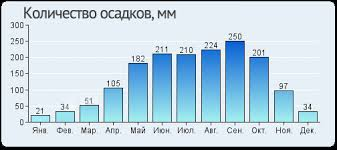 Количество осадков, мм
300
250
200
150
100
50
0
21 34 51 105 182 211 210 224 250 201 97 34
Янв. Фев. Мар. Апр. Май Июн. Июл. Авг. Сен. Окт. Ноя. Дек.